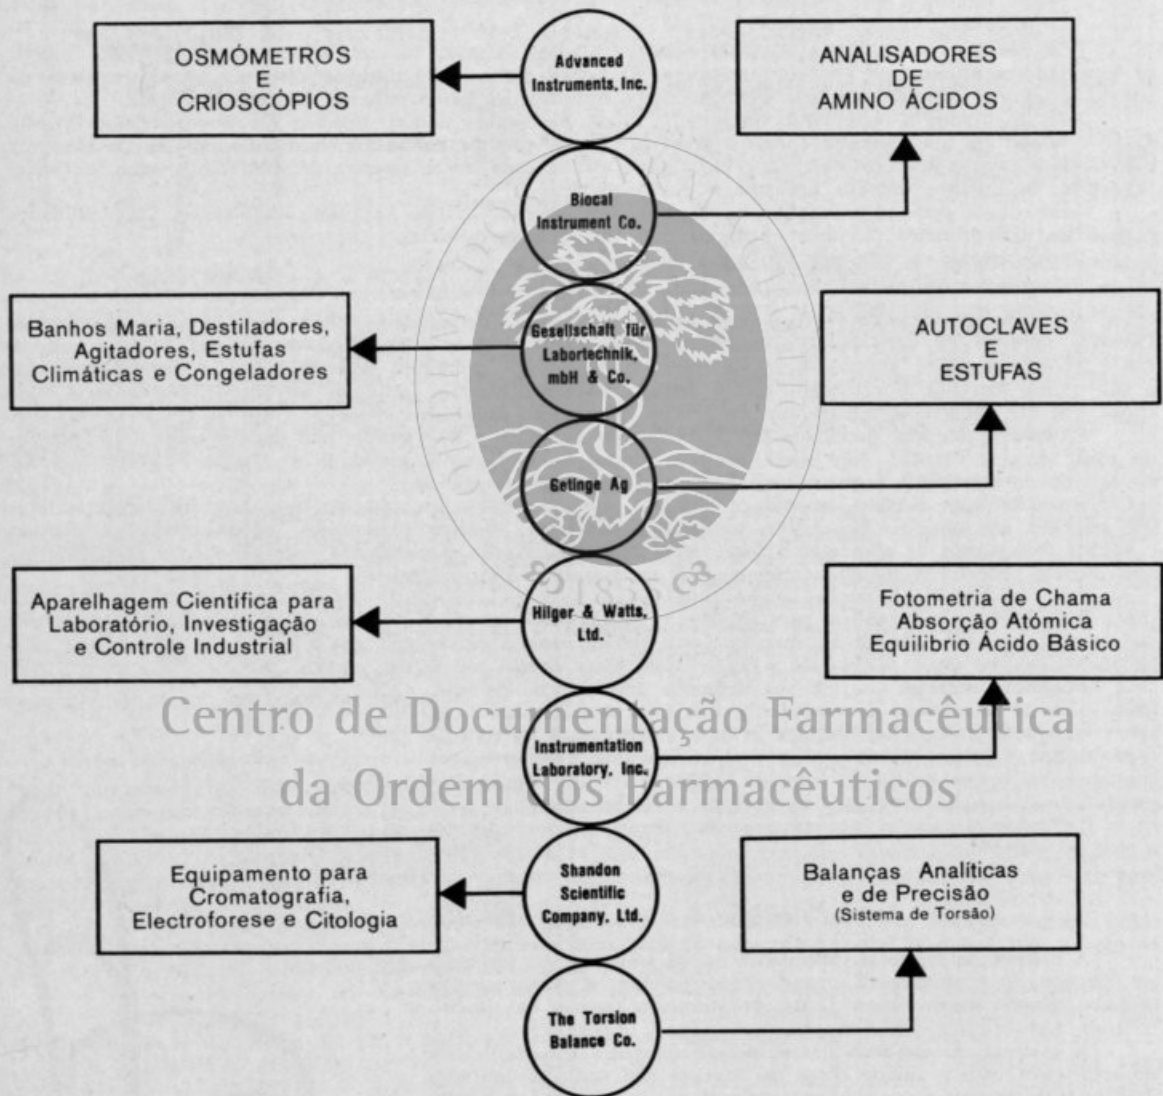 OSMÓMETROS
E
CRIOSCÓPIOS
Advanced
Instruments, Inc.
ANALISADORES
DE
AMINO ÁCIDOS
Biocal
Instrument Co.
Banhos Maria, Destiladores,
Agitadores, Estufas
Climáticas e Congeladores
Gesellschaft für
Labortechnik,
mbH & Co.
AUTOCLAVES
E
ESTUFAS
Getinge Ag
Aparelhagem Científica para
Laboratório, Investigação
e Controle Industrial
Hilger & Watts,
Ltd.
1835
Fotometria de Chama
Absorção Atómica
Equilibrio Ácido Básico
Centro de Documentação Farmacêutica
Instrumentation
Laboratory, Inc.
da Ordem dos Farmacêuticos
Equipamento para
Cromatografia,
Electroforese e Citologia
Shandon
Scientific
Company, Ltd.
Balanças Analíticas
e de Precisão
(Sistema de Torsão)
The Torsion
Balance Co.